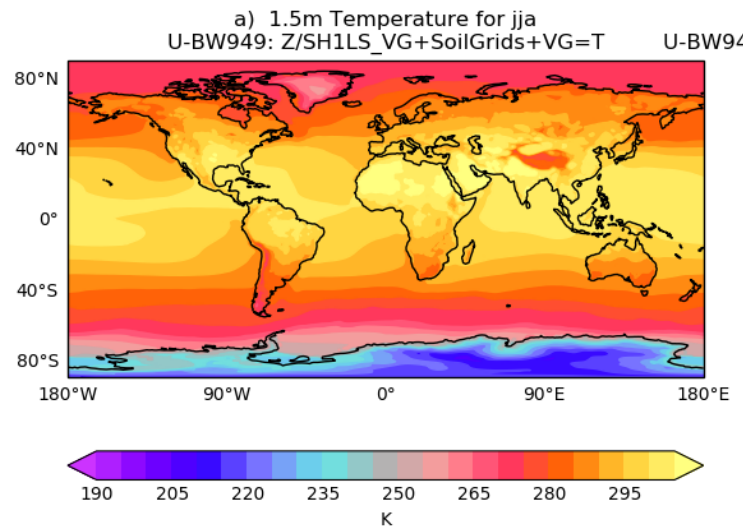 a)  1.5m Temperature for jja
U-BW949: Z/SH1LS_VG+SoilGrids+VG=T U-BW94
80°N
40°N
0°
40°S
80°S
180°W 90°W 0° 90°E 180°E
190 205 220 235 250 265 280 295
K